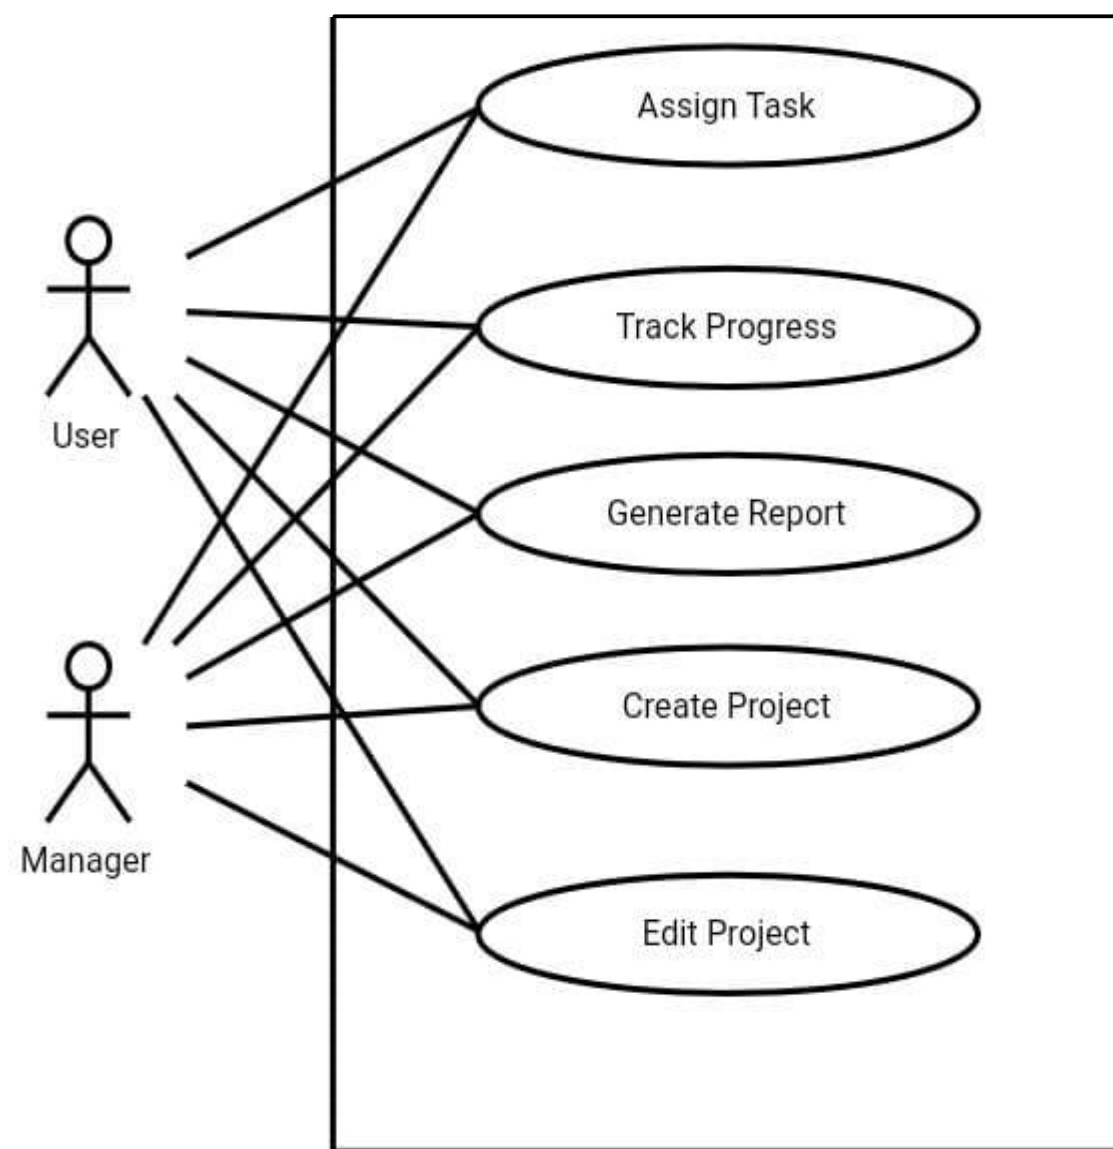 Assign Task
Track Progress
User
Generate Report
Create Project
Manager
Edit Project